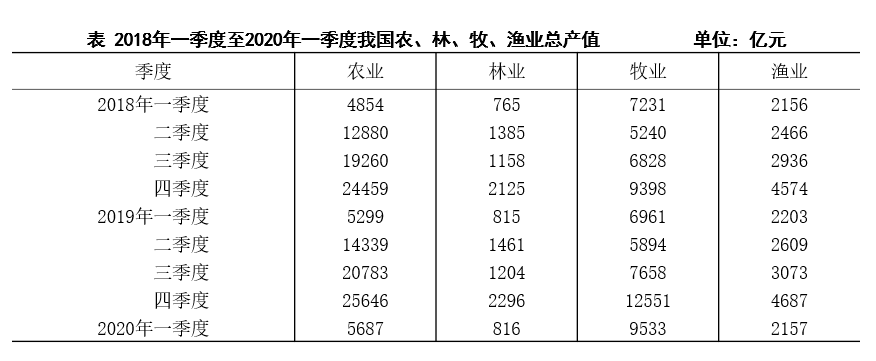 表 2018年一季度至2020年一季度我国农、林、牧、渔业总产值 单位：亿元
季度 农业 林业 牧业 渔业
2018年一季度 4854 765 7231 2156
二季度 12880 1385 5240 2466
三季度 19260 1158 6828 2936
四季度 24459 2125 9398 4574
2019年一季度 5299 815 6961 2203
二季度 14339 1461 5894 2609
三季度 20783 1204 7658 3073
四季度 25646 2296 12551 4687
2020年一季度 5687 816 9533 2157